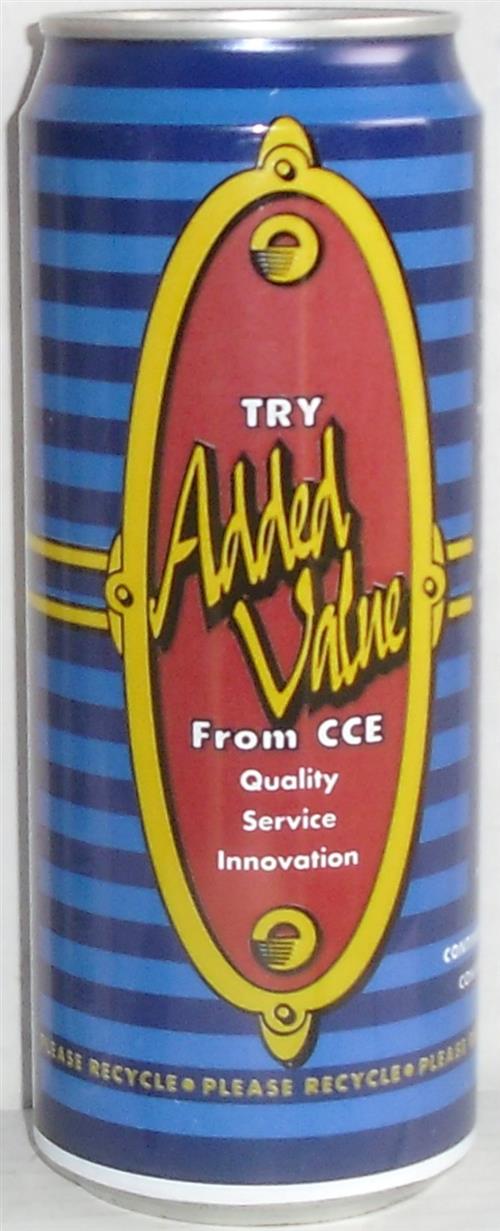 TRY
Added
Value
From CCE
Quality
Service
Innovation
PLEASE RECYCLE • PLEASE RECYCLE • PLEASE